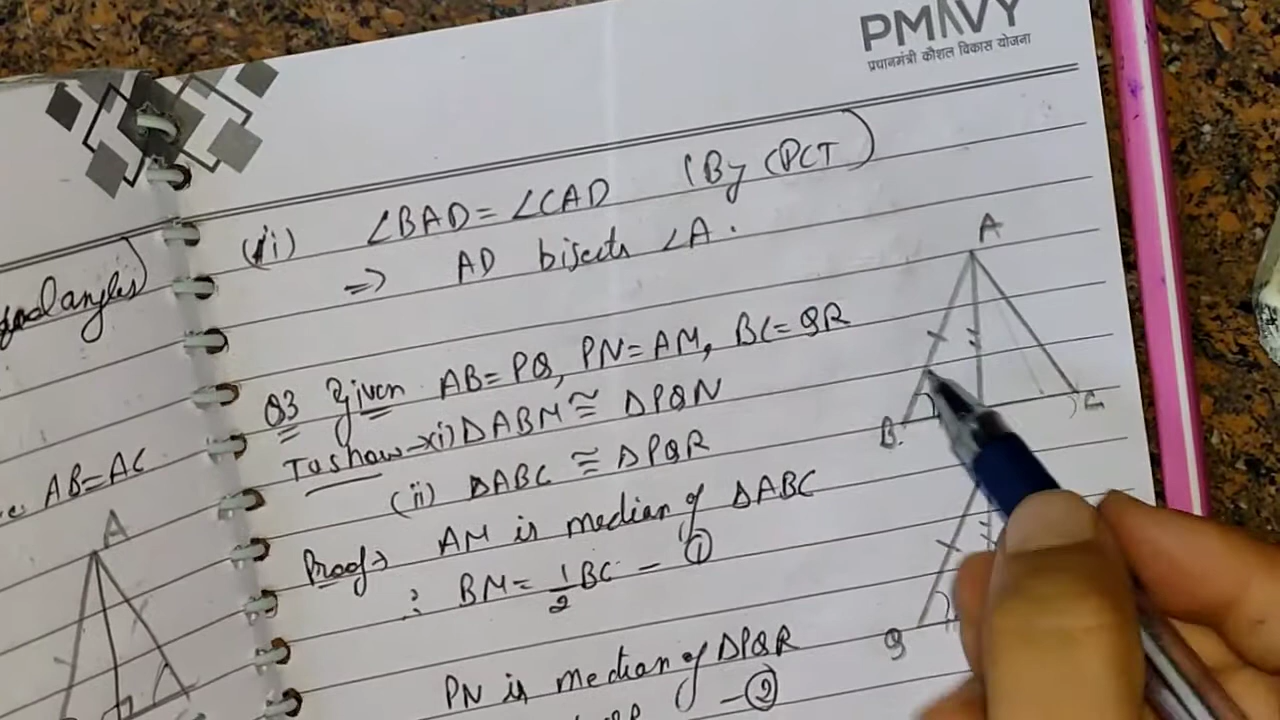 PMKVY
प्रधानमंत्री कौशल विकास योजना
(ii) ∠BAD = ∠CAD (By CPCT)
⇒ AD bisects ∠A.
Q3 Given AB=PQ, PN=AM, BC=QR
To show→(i) ΔABM ≅ ΔPQN
(ii) ΔABC ≅ ΔPQR
Proof→ AM is median of ΔABC
∴ BM = 1/2 BC - ①
PN is median of ΔPQR
- ②
A
B
C
Q
angles)
AB=AC
A